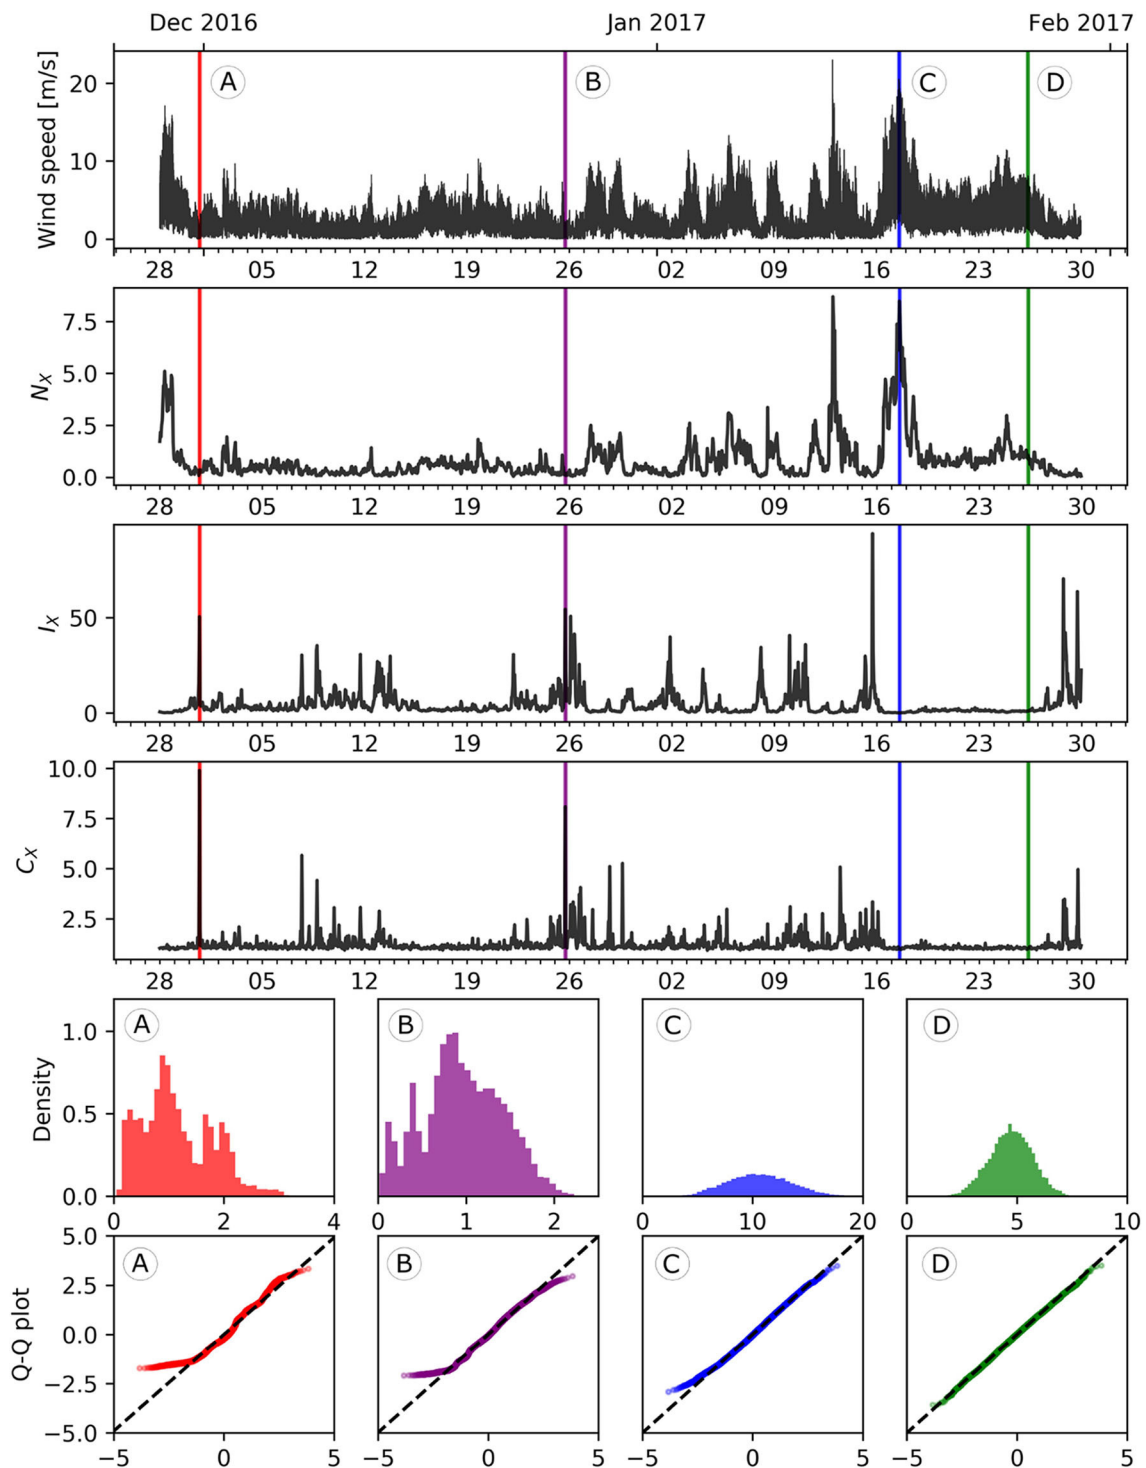 Dec 2016 Jan 2017 Feb 2017
Wind speed [m/s]
20
10
0
A B C D
28 05 12 19 26 02 09 16 23 30
N_X
7.5
5.0
2.5
0.0
28 05 12 19 26 02 09 16 23 30
I_X
50
0
28 05 12 19 26 02 09 16 23 30
C_X
10.0
7.5
5.0
2.5
28 05 12 19 26 02 09 16 23 30
Density
1.0
0.5
0.0
A B C D
0 2 4 0 1 2 0 10 20 0 5 10
Q-Q plot
5.0
2.5
0.0
−2.5
−5.0
A B C D
−5 0 5 −5 0 5 −5 0 5 −5 0 5